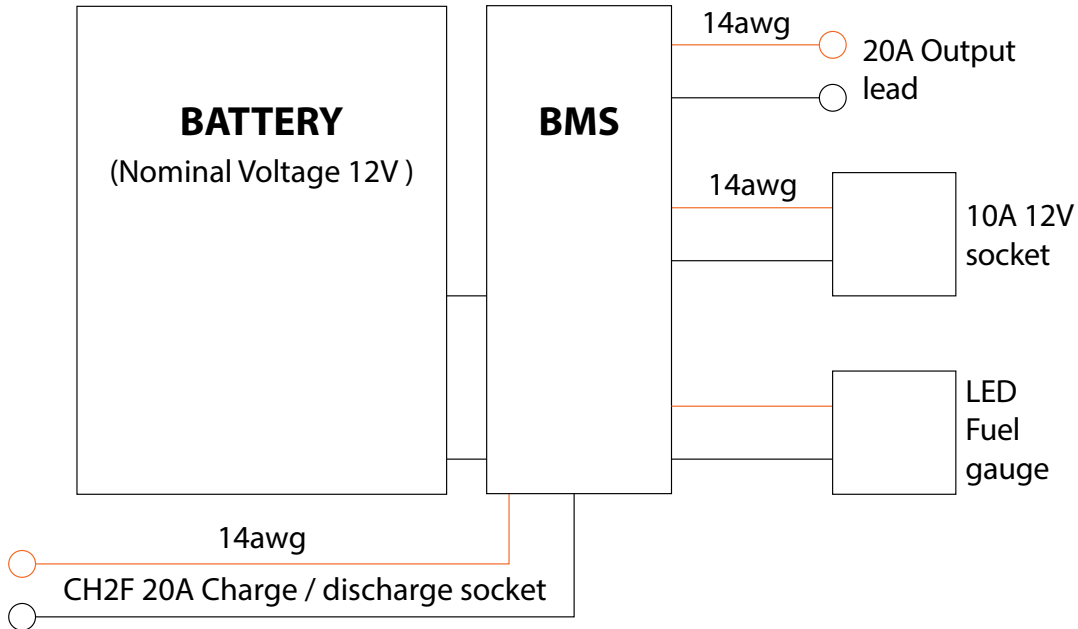 14awg
20A Output
lead
BATTERY
(Nominal Voltage 12V )
BMS
14awg
10A 12V
socket
LED
Fuel
gauge
14awg
CH2F 20A Charge / discharge socket